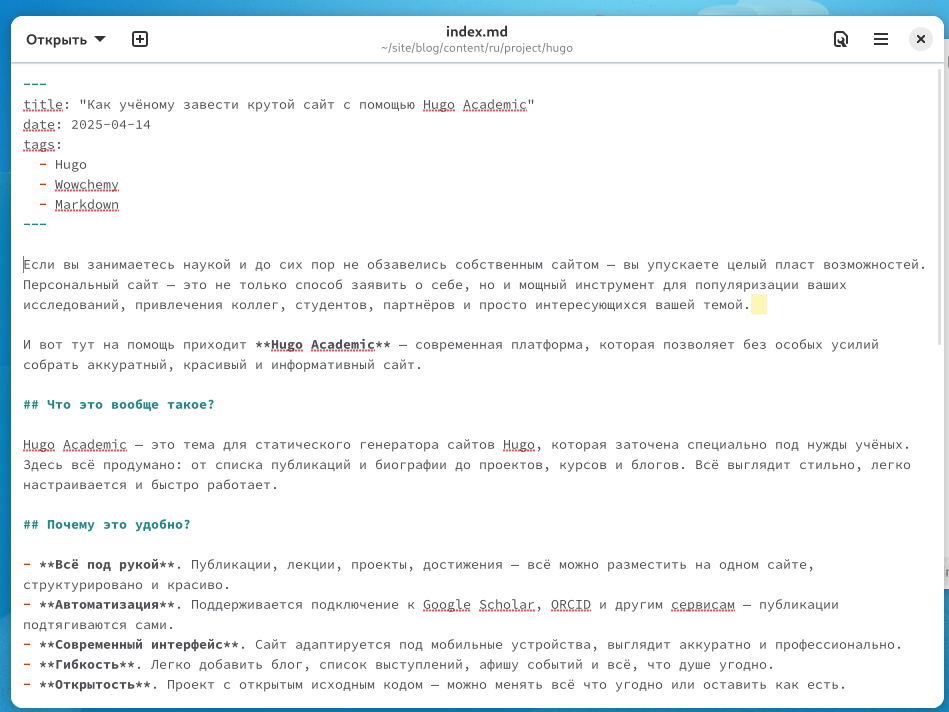 Открыть
index.md
~/site/blog/content/ru/project/hugo
---
title: "Как учёному завести крутой сайт с помощью Hugo Academic"
date: 2025-04-14
tags:
  - Hugo
  - Wowchemy
  - Markdown
---
Если вы занимаетесь наукой и до сих пор не обзавелись собственным сайтом — вы упускаете целый пласт возможностей.
Персональный сайт — это не только способ заявить о себе, но и мощный инструмент для популяризации ваших
исследований, привлечения коллег, студентов, партнёров и просто интересующихся вашей темой.
И вот тут на помощь приходит **Hugo Academic** — современная платформа, которая позволяет без особых усилий
собрать аккуратный, красивый и информативный сайт.
## Что это вообще такое?
Hugo Academic — это тема для статического генератора сайтов Hugo, которая заточена специально под нужды учёных.
Здесь всё продумано: от списка публикаций и биографии до проектов, курсов и блогов. Всё выглядит стильно, легко
настраивается и быстро работает.
## Почему это удобно?
- **Всё под рукой**. Публикации, лекции, проекты, достижения — всё можно разместить на одном сайте,
структурировано и красиво.
- **Автоматизация**. Поддерживается подключение к Google Scholar, ORCID и другим сервисам — публикации
подтягиваются сами.
- **Современный интерфейс**. Сайт адаптируется под мобильные устройства, выглядит аккуратно и профессионально.
- **Гибкость**. Легко добавить блог, список выступлений, афишу событий и всё, что душе угодно.
- **Открытость**. Проект с открытым исходным кодом — можно менять всё что угодно или оставить как есть.